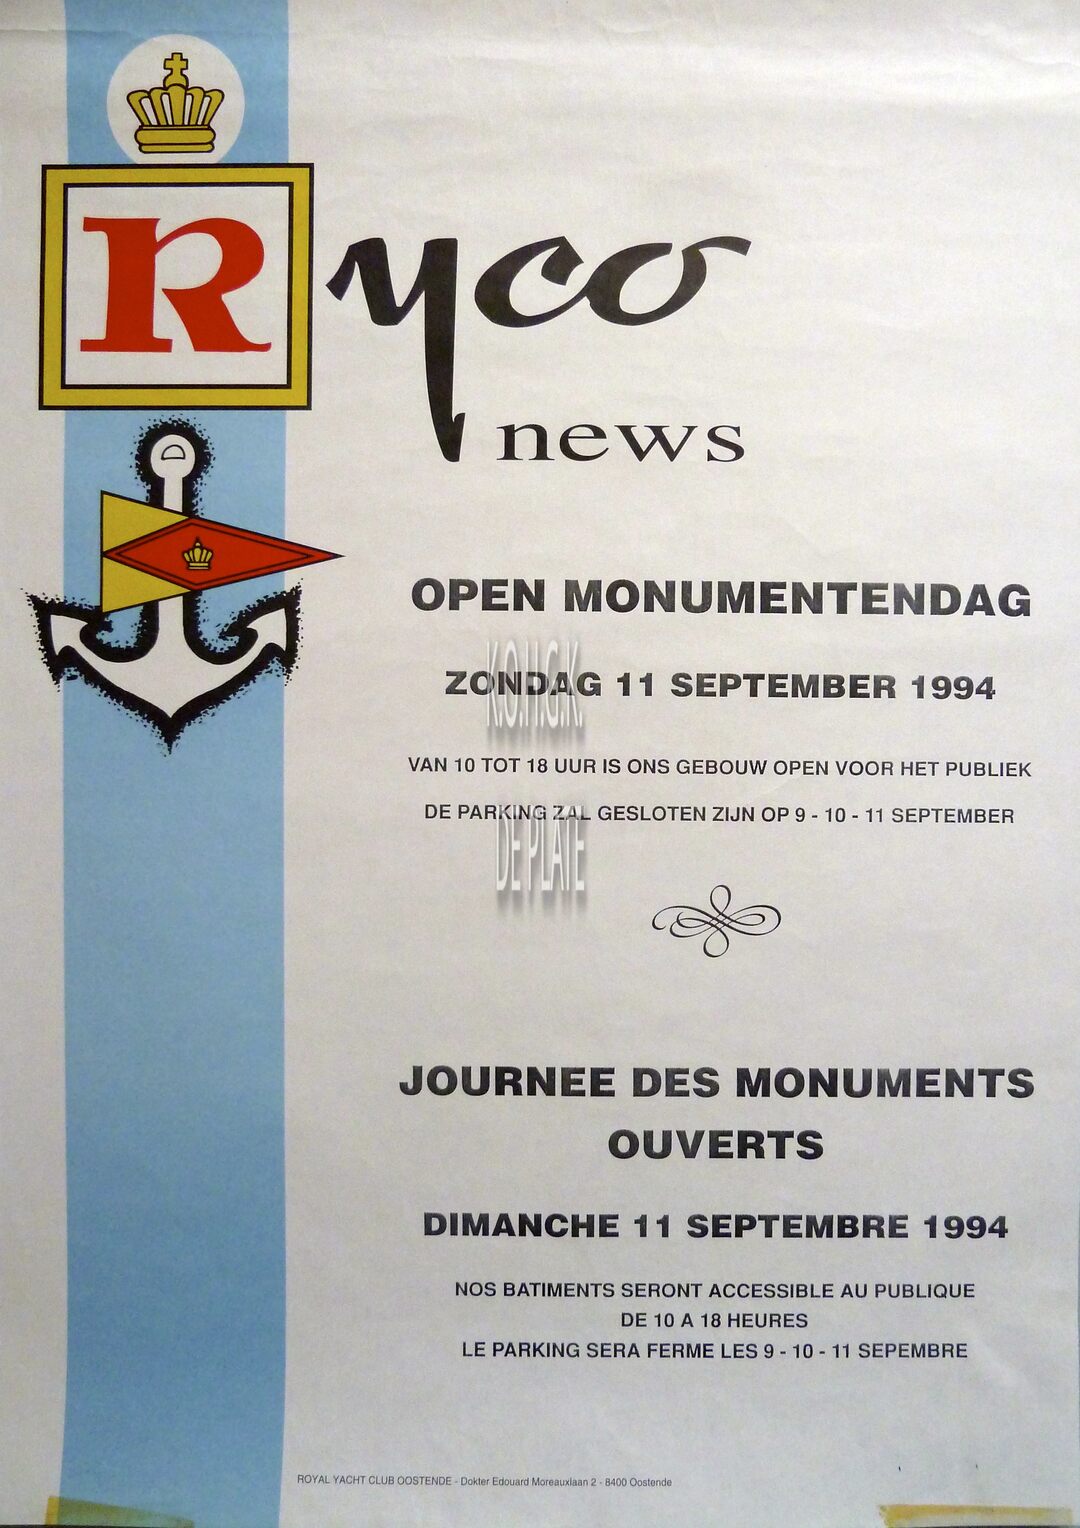 Ryco
news
OPEN MONUMENTENDAG
ZONDAG 11 SEPTEMBER 1994
VAN 10 TOT 18 UUR IS ONS GEBOUW OPEN VOOR HET PUBLIEK
DE PARKING ZAL GESLOTEN ZIJN OP 9 - 10 - 11 SEPTEMBER
K.O.H.G.K.
DE PLATE
JOURNEE DES MONUMENTS
OUVERTS
DIMANCHE 11 SEPTEMBRE 1994
NOS BATIMENTS SERONT ACCESSIBLE AU PUBLIQUE
DE 10 A 18 HEURES
LE PARKING SERA FERME LES 9 - 10 - 11 SEPEMBRE
ROYAL YACHT CLUB OOSTENDE - Dokter Edouard Moreauxlaan 2 - 8400 Oostende